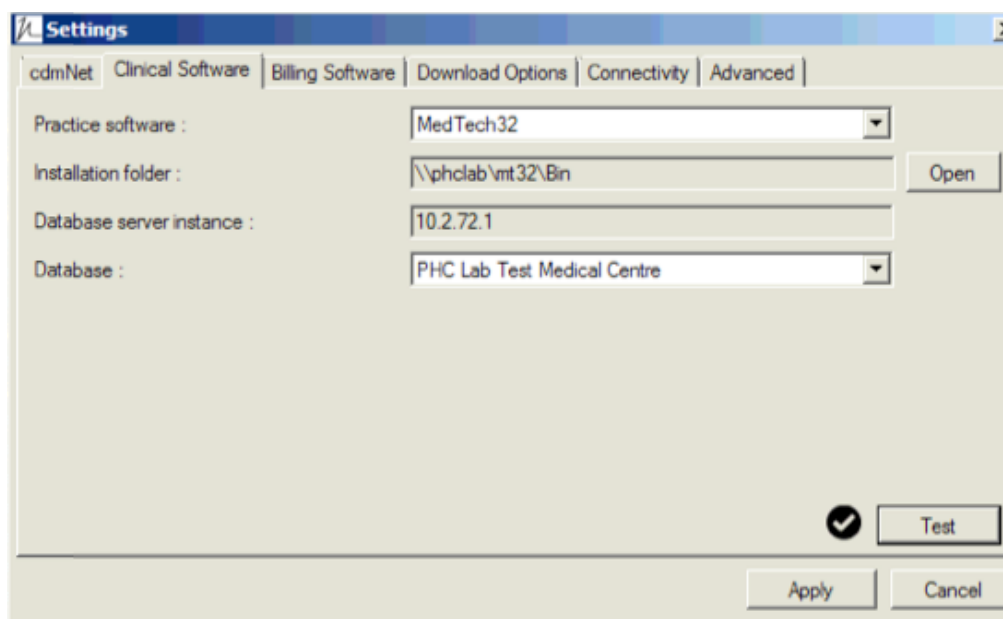 Settings
cdmNet Clinical Software Billing Software Download Options Connectivity Advanced
Practice software : MedTech32
Installation folder : \\phclab\mt32\Bin Open
Database server instance : 10.2.72.1
Database : PHC Lab Test Medical Centre
Test
Apply Cancel